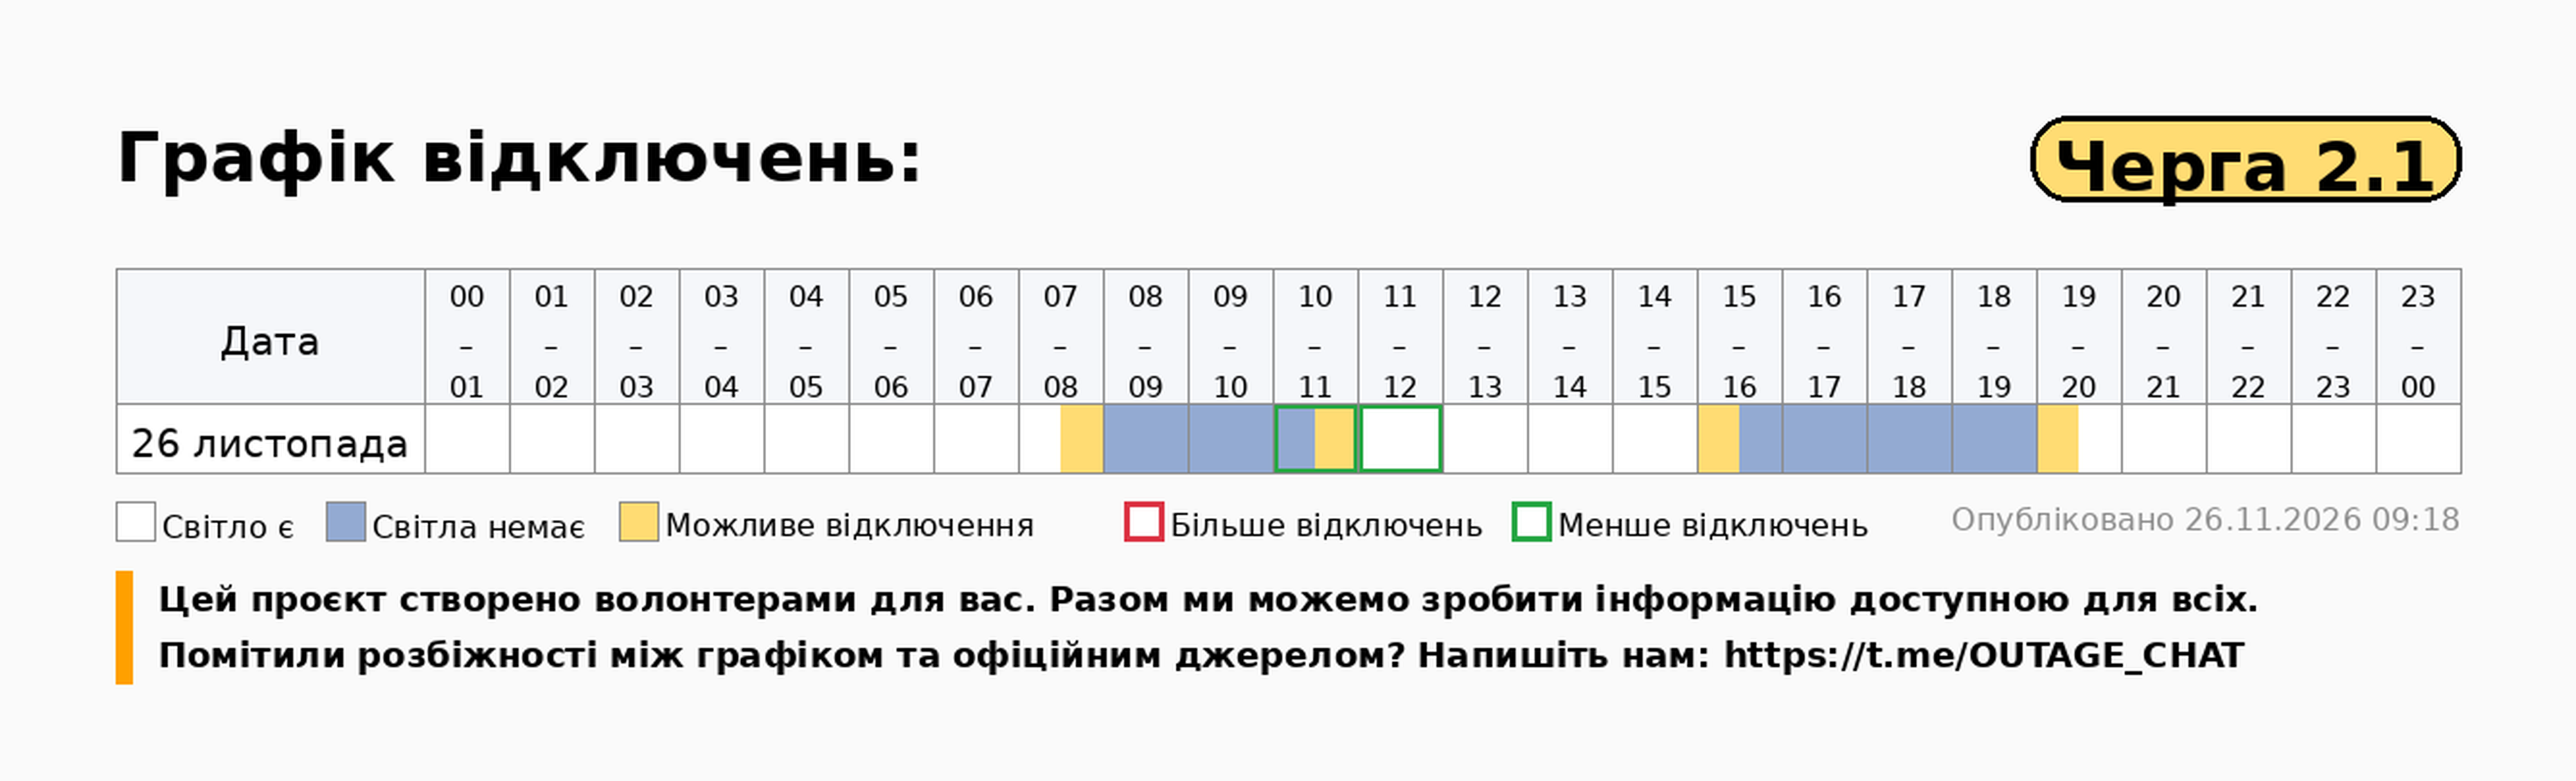 Графік відключень:
Черга 2.1
Дата
00 – 01
01 – 02
02 – 03
03 – 04
04 – 05
05 – 06
06 – 07
07 – 08
08 – 09
09 – 10
10 – 11
11 – 12
12 – 13
13 – 14
14 – 15
15 – 16
16 – 17
17 – 18
18 – 19
19 – 20
20 – 21
21 – 22
22 – 23
23 – 00
26 листопада
Світло є
Світла немає
Можливе відключення
Більше відключень
Менше відключень
Опубліковано 26.11.2026 09:18
Цей проєкт створено волонтерами для вас. Разом ми можемо зробити інформацію доступною для всіх.
Помітили розбіжності між графіком та офіційним джерелом? Напишіть нам: https://t.me/OUTAGE_CHAT